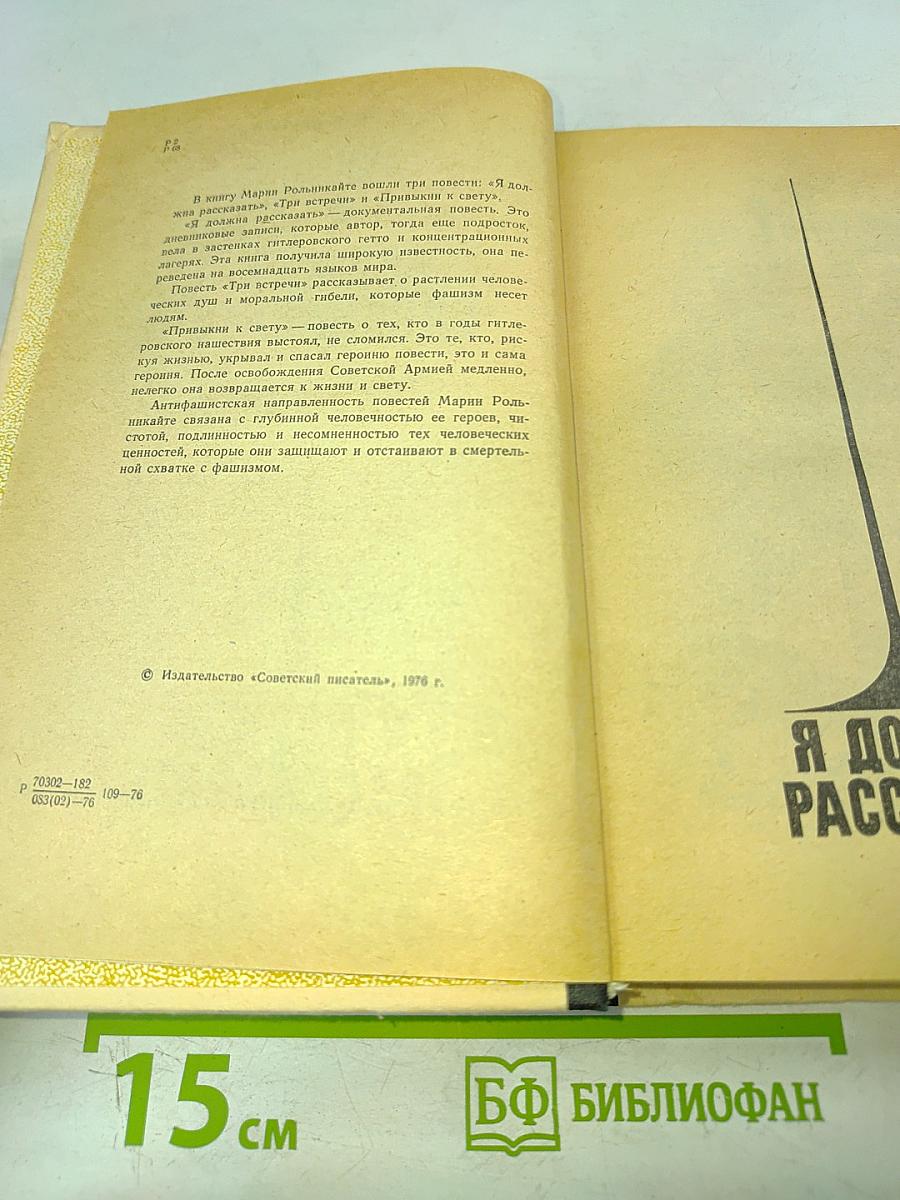 Р 2
Р 68
В книгу Марии Рольникайте вошли три повести: «Я дол-
жна рассказать», «Три встречи» и «Привыкни к свету».
«Я должна рассказать» — документальная повесть. Это
дневниковые записи, которые автор, тогда еще подросток,
вела в застенках гитлеровского гетто и концентрационных
лагерях. Эта книга получила широкую известность, она пе-
реведена на восемнадцать языков мира.
Повесть «Три встречи» рассказывает о растлении челове-
ческих душ и моральной гибели, которые фашизм несет
людям.
«Привыкни к свету» — повесть о тех, кто в годы гитле-
ровского нашествия выстоял, не сломился. Это те, кто, рис-
куя жизнью, укрывал и спасал героиню повести, это и сама
героиня. После освобождения Советской Армией медленно,
нелегко она возвращается к жизни и свету.
Антифашистская направленность повестей Марии Роль-
никайте связана с глубинной человечностью ее героев, чи-
стотой, подлинностью и несомненностью тех человеческих
ценностей, которые они защищают и отстаивают в смертель-
ной схватке с фашизмом.
© Издательство «Советский писатель», 1976 г.
Р 70302—182
083(02)—76 109—76
Я ДО
РАСС
15 см
БФ БИБЛИОФАН